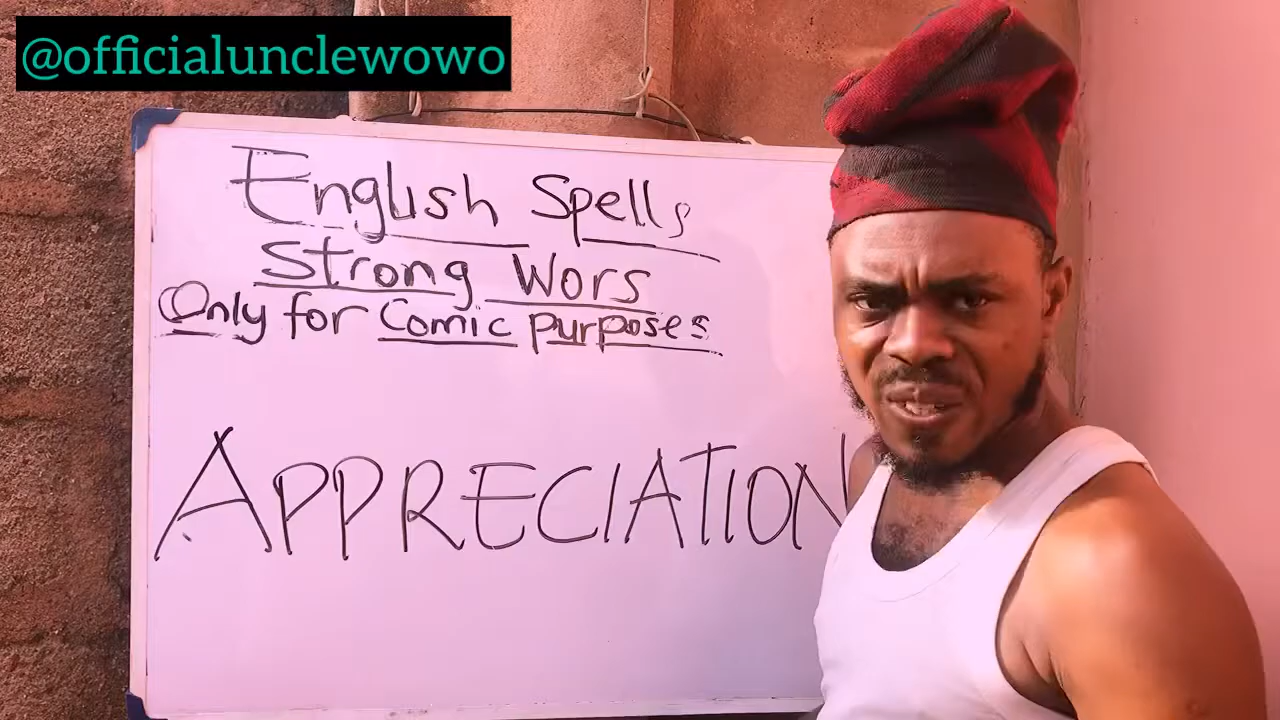 @officialunclewowo
English Spells
Strong Wors
Only for Comic purposes
APPRECIATION